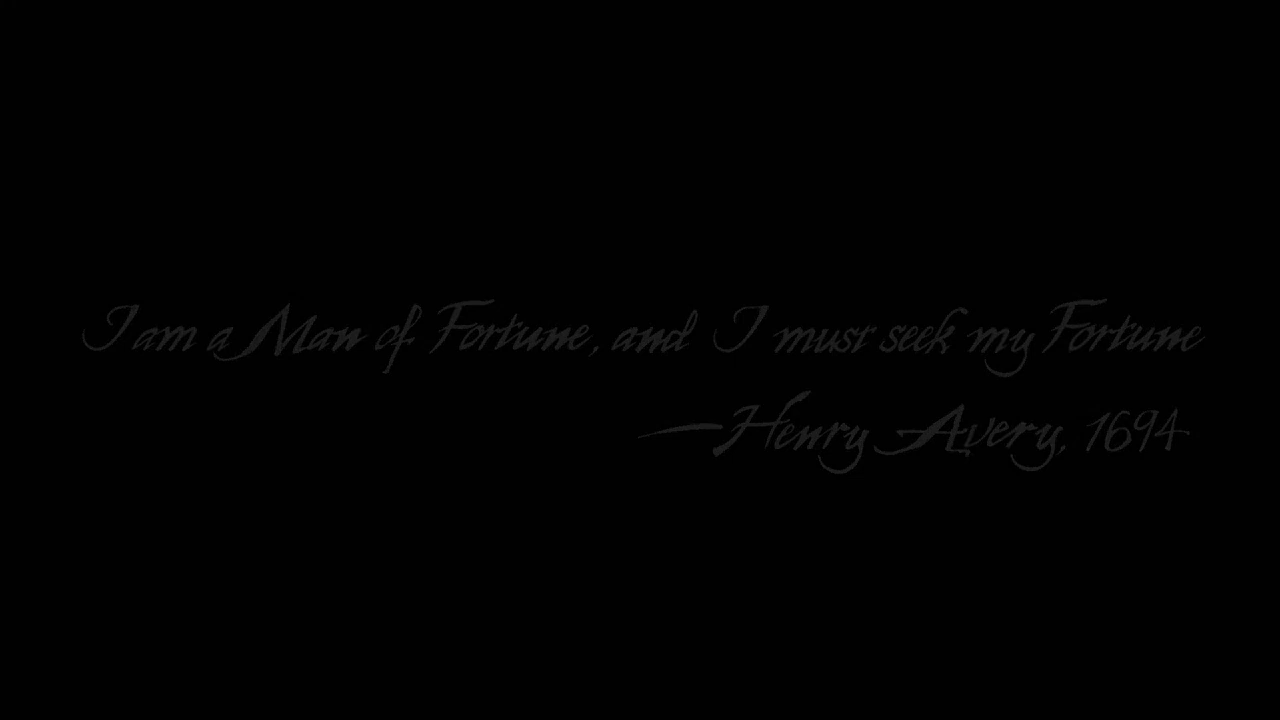 I am a Man of Fortune, and I must seek my Fortune
—Henry Avery, 1694